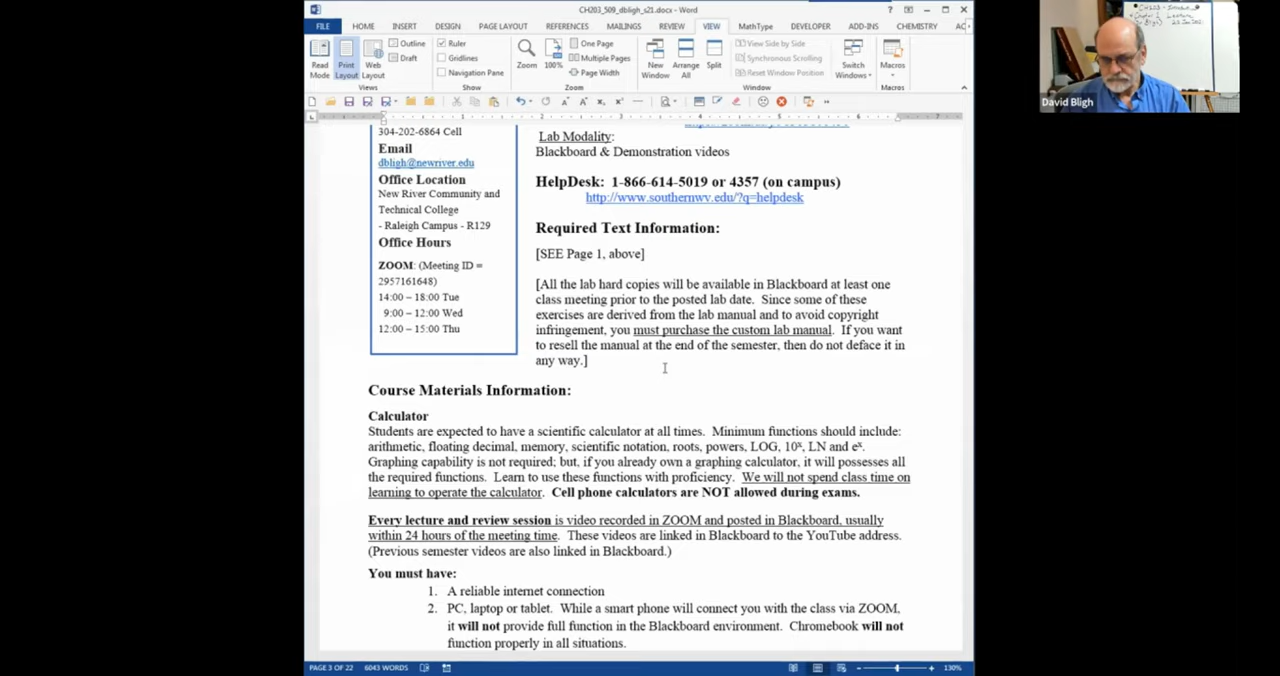 CH203_509_dbligh_s21.docx - Word
FILE HOME INSERT DESIGN PAGE LAYOUT REFERENCES MAILINGS REVIEW VIEW MathType DEVELOPER ADD-INS CHEMISTRY
Read Mode
Print Layout
Web Layout
Outline
Draft
Views
Ruler
Gridlines
Navigation Pane
Show
Zoom
100%
One Page
Multiple Pages
Page Width
Zoom
New Window
Arrange All
Split
View Side by Side
Synchronous Scrolling
Reset Window Position
Window
Switch Windows
Macros
Macros
David Bligh
304-202-6864 Cell
Email
dbligh@newriver.edu
Office Location
New River Community and
Technical College
- Raleigh Campus - R129
Office Hours
ZOOM: (Meeting ID =
2957161648)
14:00 – 18:00 Tue
9:00 – 12:00 Wed
12:00 – 15:00 Thu
Lab Modality:
Blackboard & Demonstration videos
HelpDesk: 1-866-614-5019 or 4357 (on campus)
http://www.southernwv.edu/?q=helpdesk
Required Text Information:
[SEE Page 1, above]
[All the lab hard copies will be available in Blackboard at least one
class meeting prior to the posted lab date. Since some of these
exercises are derived from the lab manual and to avoid copyright
infringement, you must purchase the custom lab manual. If you want
to resell the manual at the end of the semester, then do not deface it in
any way.]
Course Materials Information:
Calculator
Students are expected to have a scientific calculator at all times. Minimum functions should include:
arithmetic, floating decimal, memory, scientific notation, roots, powers, LOG, 10ˣ, LN and eˣ.
Graphing capability is not required; but, if you already own a graphing calculator, it will possesses all
the required functions. Learn to use these functions with proficiency. We will not spend class time on
learning to operate the calculator. Cell phone calculators are NOT allowed during exams.
Every lecture and review session is video recorded in ZOOM and posted in Blackboard, usually
within 24 hours of the meeting time. These videos are linked in Blackboard to the YouTube address.
(Previous semester videos are also linked in Blackboard.)
You must have:
1. A reliable internet connection
2. PC, laptop or tablet. While a smart phone will connect you with the class via ZOOM,
it will not provide full function in the Blackboard environment. Chromebook will not
function properly in all situations.
PAGE 3 OF 22 6043 WORDS
130%